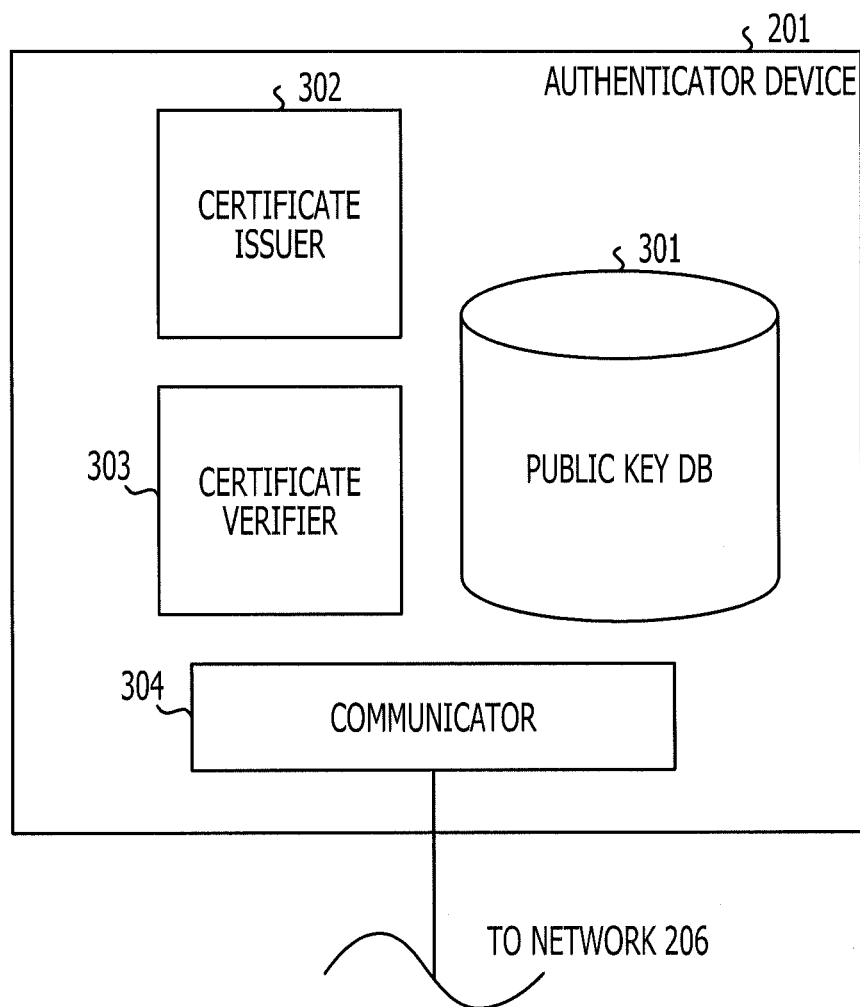 201
AUTHENTICATOR DEVICE
302
CERTIFICATE
ISSUER
301
PUBLIC KEY DB
303
CERTIFICATE
VERIFIER
304
COMMUNICATOR
TO NETWORK 206